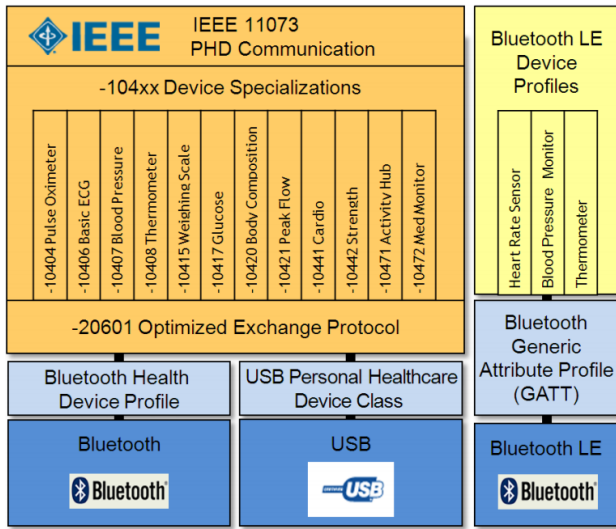 IEEE
IEEE 11073
PHD Communication
-104xx Device Specializations
-10404 Pulse Oximeter
-10406 Basic ECG
-10407 Blood Pressure
-10408 Thermometer
-10415 Weighing Scale
-10417 Glucose
-10420 Body Composition
-10421 Peak Flow
-10441 Cardio
-10442 Strength
-10471 Activity Hub
-10472 Med Monitor
-20601 Optimized Exchange Protocol
Bluetooth Health
Device Profile
USB Personal Healthcare
Device Class
Bluetooth
Bluetooth
USB
USB
Bluetooth LE
Device
Profiles
Heart Rate Sensor
Blood Pressure Monitor
Thermometer
Bluetooth
Generic
Attribute Profile
(GATT)
Bluetooth LE
Bluetooth